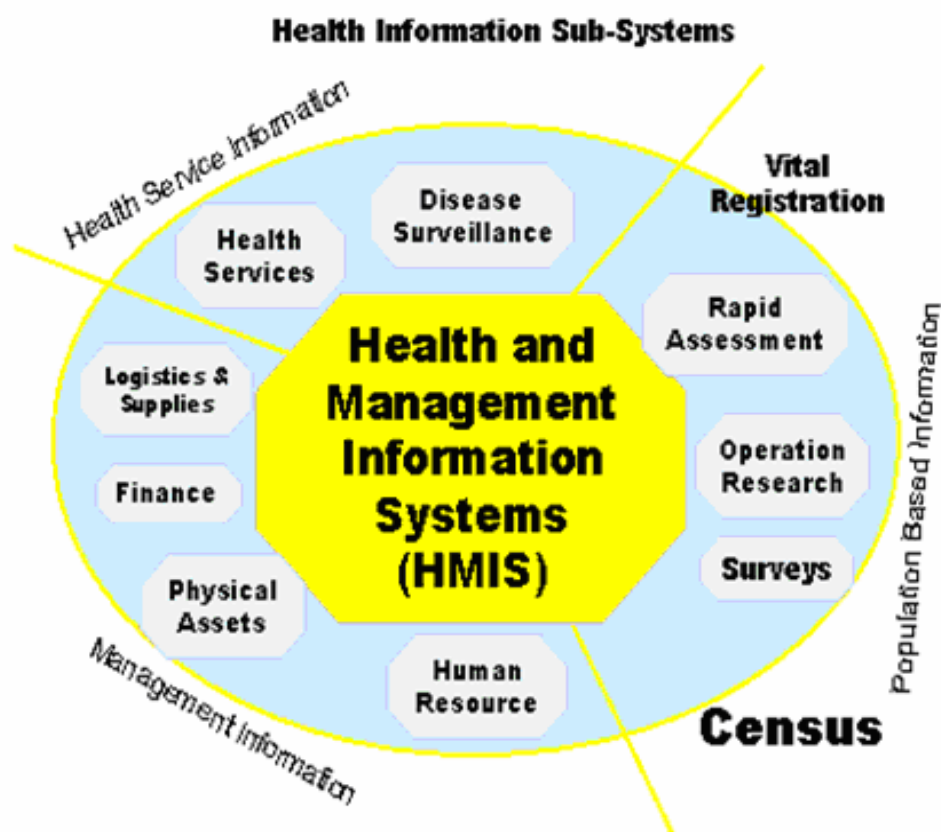 Health Information Sub-Systems
Health Service Information
Vital
Registration
Disease
Surveillance
Health
Services
Rapid
Assessment
Logistics &
Supplies
Health and
Management
Information
Systems
(HMIS)
Operation
Research
Finance
Surveys
Physical
Assets
Human
Resource
Population Based Information
Management Information
Census